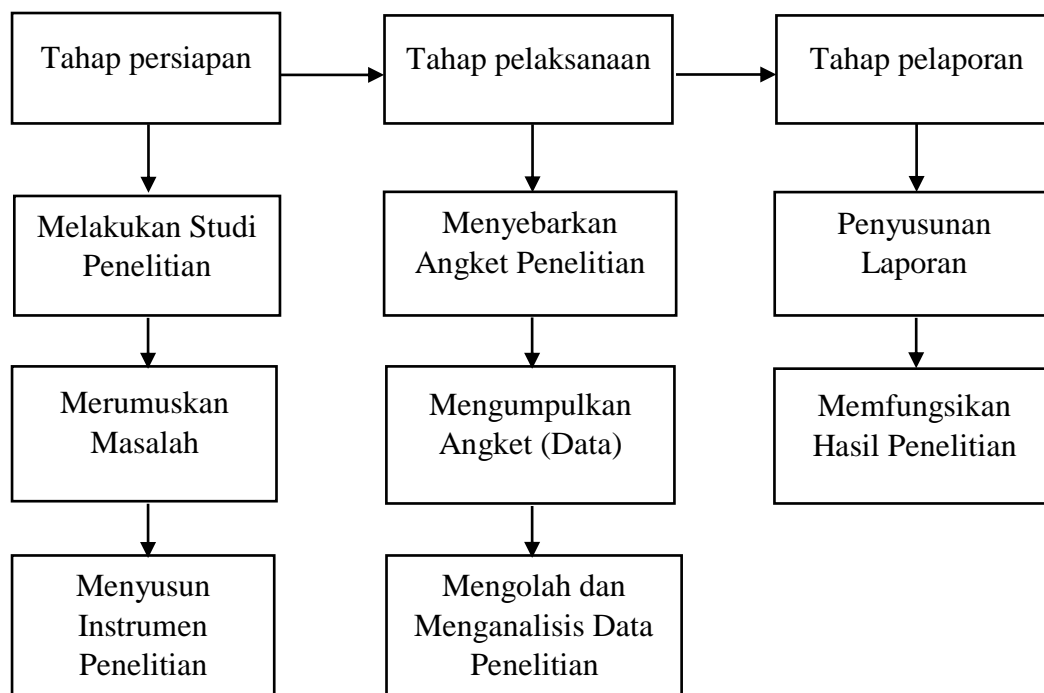 Tahap persiapan
Tahap pelaksanaan
Tahap pelaporan
Melakukan Studi
Penelitian
Menyebarkan
Angket Penelitian
Penyusunan
Laporan
Merumuskan
Masalah
Mengumpulkan
Angket (Data)
Memfungsikan
Hasil Penelitian
Menyusun
Instrumen
Penelitian
Mengolah dan
Menganalisis Data
Penelitian